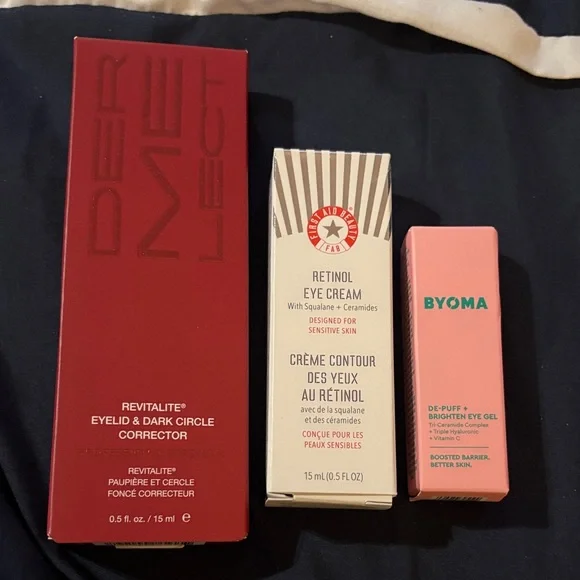 DER
ME
LECT
REVITALITE®
EYELID & DARK CIRCLE
CORRECTOR
REVITALITE®
PAUPIÈRE ET CERCLE
FONCÉ CORRECTEUR
0.5 fl. oz. / 15 ml e
FIRST AID BEAUTY
FAB
RETINOL
EYE CREAM
With Squalane + Ceramides
DESIGNED FOR
SENSITIVE SKIN
CRÈME CONTOUR
DES YEUX
AU RÉTINOL
avec de la squalane
et des céramides
CONÇUE POUR LES
PEAUX SENSIBLES
15 ml (0.5 FL OZ)
BYOMA
DE-PUFF +
BRIGHTEN EYE GEL
Tri-Ceramide Complex
+ Triple Hyaluronic
+ Vitamin C
BOOSTED BARRIER.
BETTER SKIN.